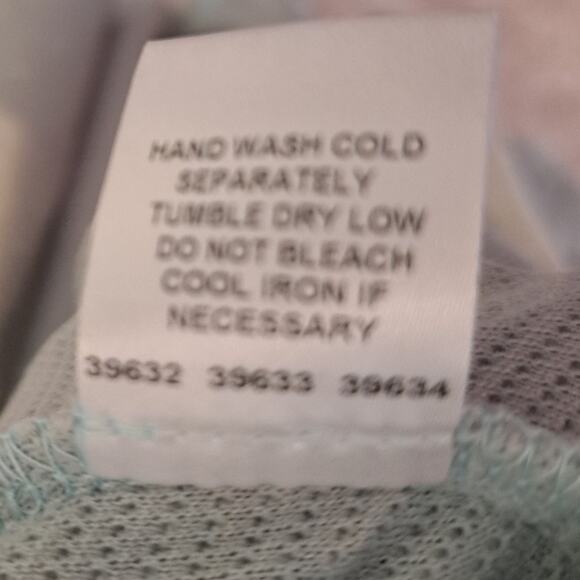 HAND WASH COLD
SEPARATELY
TUMBLE DRY LOW
DO NOT BLEACH
COOL IRON IF
NECESSARY
39632 39633 39634